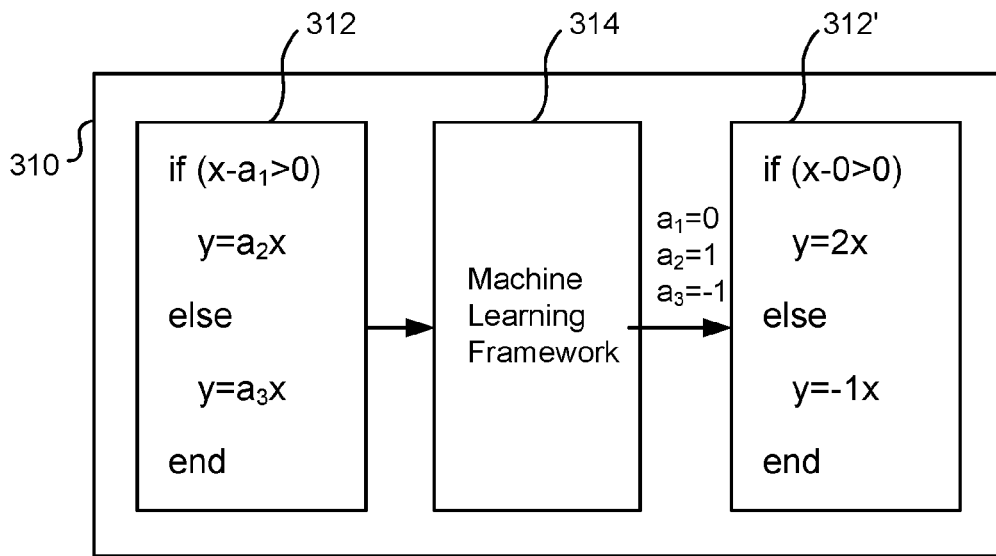 312
314
312'
310
if (x-a₁>0)
y=a₂x
else
y=a₃x
end
Machine
Learning
Framework
a₁=0
a₂=1
a₃=-1
if (x-0>0)
y=2x
else
y=-1x
end